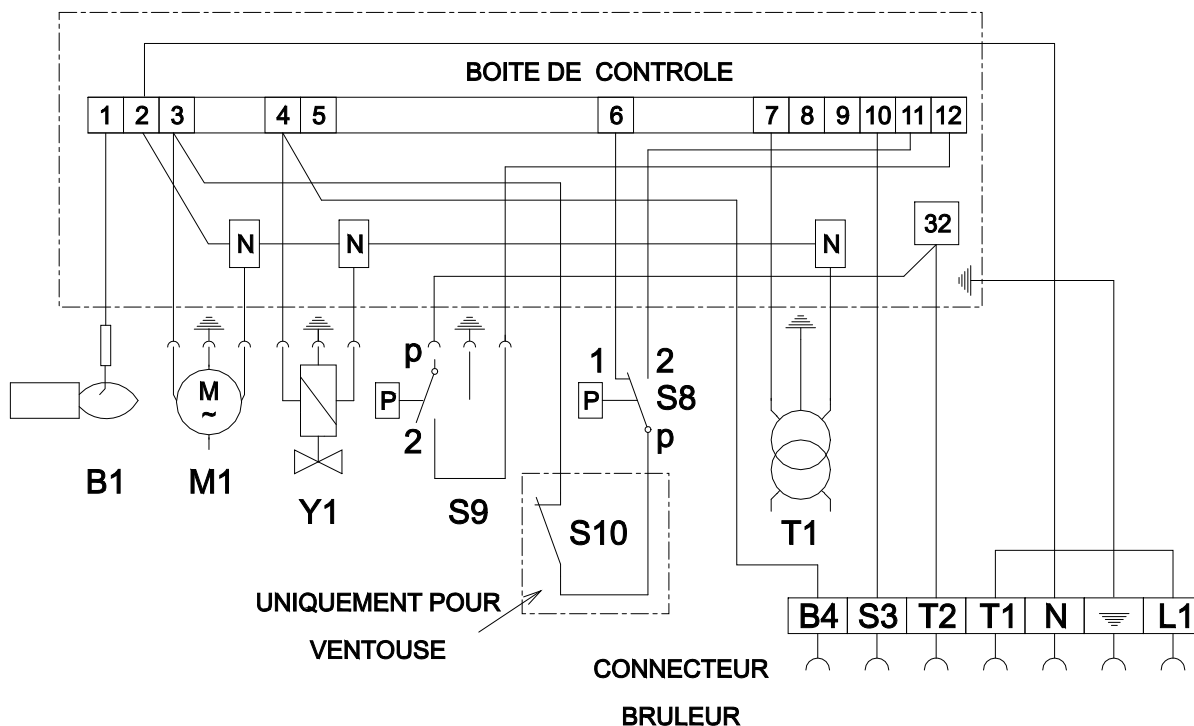 BOITE DE CONTROLE
1 2 3 4 5 6 7 8 9 10 11 12
32
N N N
p 1 2
M ~ P P S8
2 p
B1 M1 Y1 S9 S10 T1
UNIQUEMENT POUR
VENTOUSE
B4 S3 T2 T1 N L1
CONNECTEUR
BRULEUR